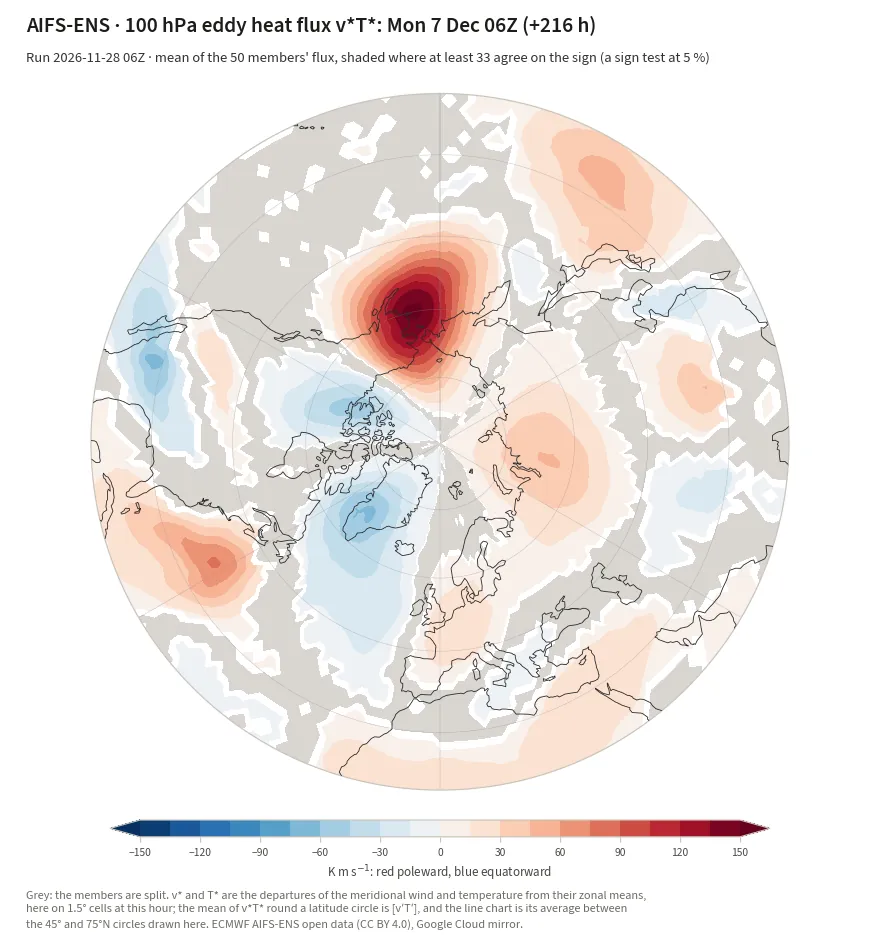 AIFS-ENS · 100 hPa eddy heat flux v*T*: Mon 7 Dec 06Z (+216 h)
Run 2026-11-28 06Z · mean of the 50 members' flux, shaded where at least 33 agree on the sign (a sign test at 5 %)
−150 −120 −90 −60 −30 0 30 60 90 120 150
K m s⁻¹: red poleward, blue equatorward
Grey: the members are split. v* and T* are the departures of the meridional wind and temperature from their zonal means,
here on 1.5° cells at this hour; the mean of v*T* round a latitude circle is [v'T'], and the line chart is its average between
the 45° and 75°N circles drawn here. ECMWF AIFS-ENS open data (CC BY 4.0), Google Cloud mirror.